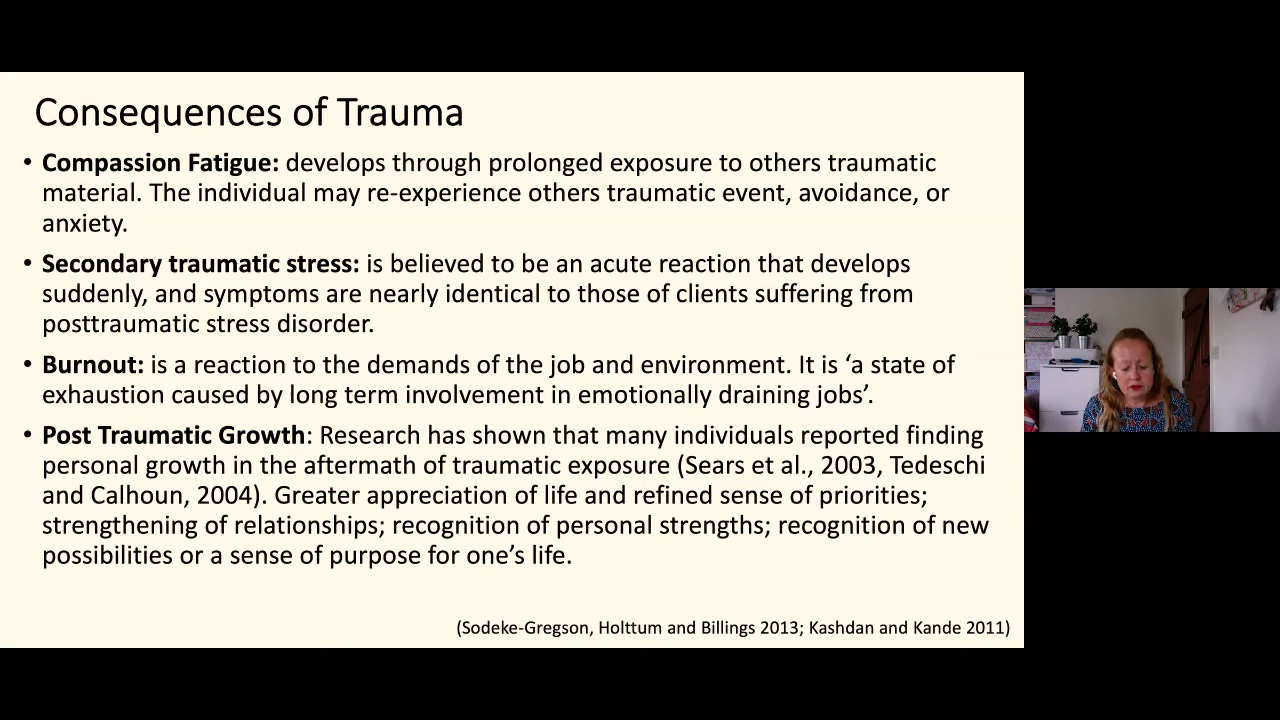 Consequences of Trauma
• Compassion Fatigue: develops through prolonged exposure to others traumatic
material. The individual may re-experience others traumatic event, avoidance, or
anxiety.
• Secondary traumatic stress: is believed to be an acute reaction that develops
suddenly, and symptoms are nearly identical to those of clients suffering from
posttraumatic stress disorder.
• Burnout: is a reaction to the demands of the job and environment. It is ‘a state of
exhaustion caused by long term involvement in emotionally draining jobs’.
• Post Traumatic Growth: Research has shown that many individuals reported finding
personal growth in the aftermath of traumatic exposure (Sears et al., 2003, Tedeschi
and Calhoun, 2004). Greater appreciation of life and refined sense of priorities;
strengthening of relationships; recognition of personal strengths; recognition of new
possibilities or a sense of purpose for one’s life.
(Sodeke-Gregson, Holttum and Billings 2013; Kashdan and Kande 2011)